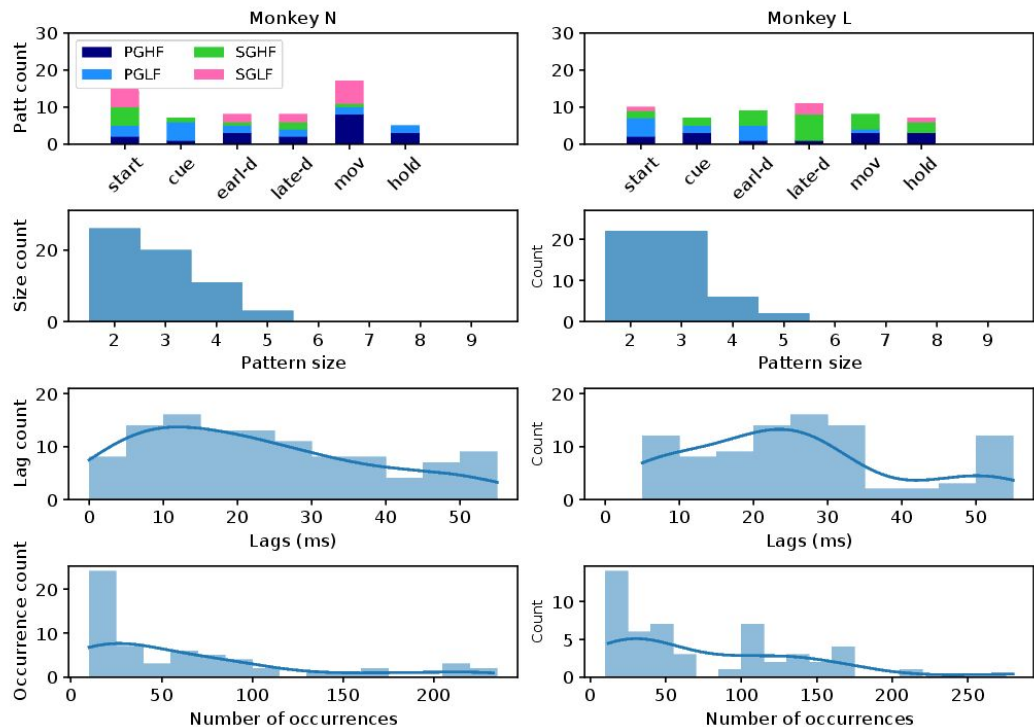 Monkey N
Monkey L
Patt count
30
20
10
0
PGHF
SGHF
PGLF
SGLF
start
cue
earl-d
late-d
mov
hold
30
20
10
0
start
cue
earl-d
late-d
mov
hold
Size count
20
0
2 3 4 5 6 7 8 9
Pattern size
Count
20
10
0
2 3 4 5 6 7 8 9
Pattern size
Lag count
20
10
0
0 10 20 30 40 50
Lags (ms)
Count
20
10
0
0 10 20 30 40 50
Lags (ms)
Occurrence count
20
10
0
0 50 100 150 200
Number of occurrences
Count
10
5
0
0 50 100 150 200 250
Number of occurrences